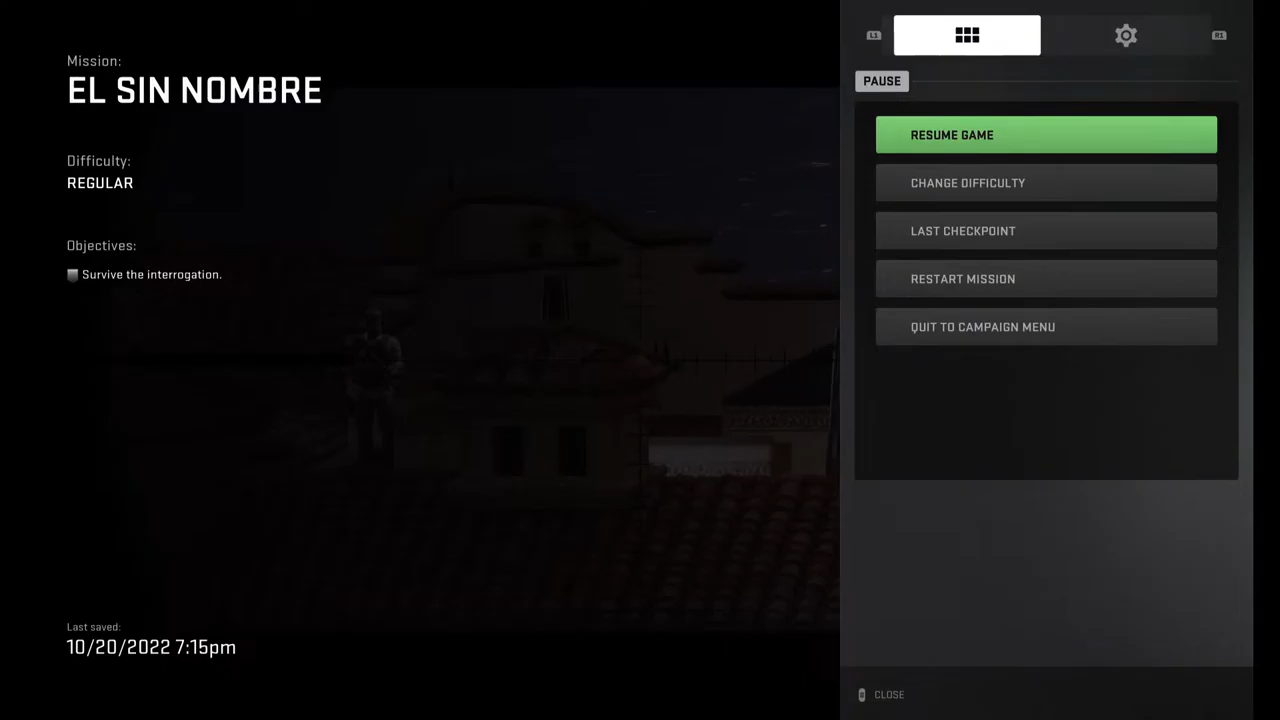 Mission:
EL SIN NOMBRE
Difficulty:
REGULAR
Objectives:
Survive the interrogation.
Last saved:
10/20/2022 7:15pm
L1
R1
PAUSE
RESUME GAME
CHANGE DIFFICULTY
LAST CHECKPOINT
RESTART MISSION
QUIT TO CAMPAIGN MENU
CLOSE